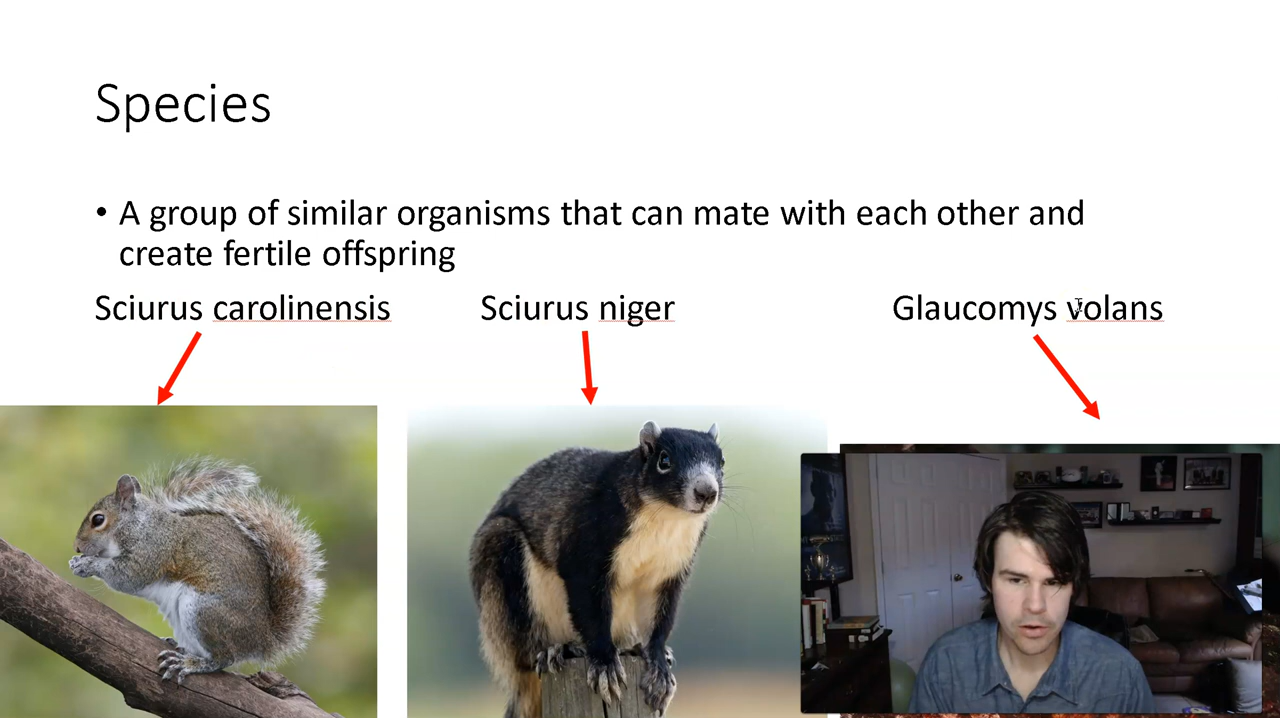 Species
• A group of similar organisms that can mate with each other and
create fertile offspring
Sciurus carolinensis Sciurus niger Glaucomys volans